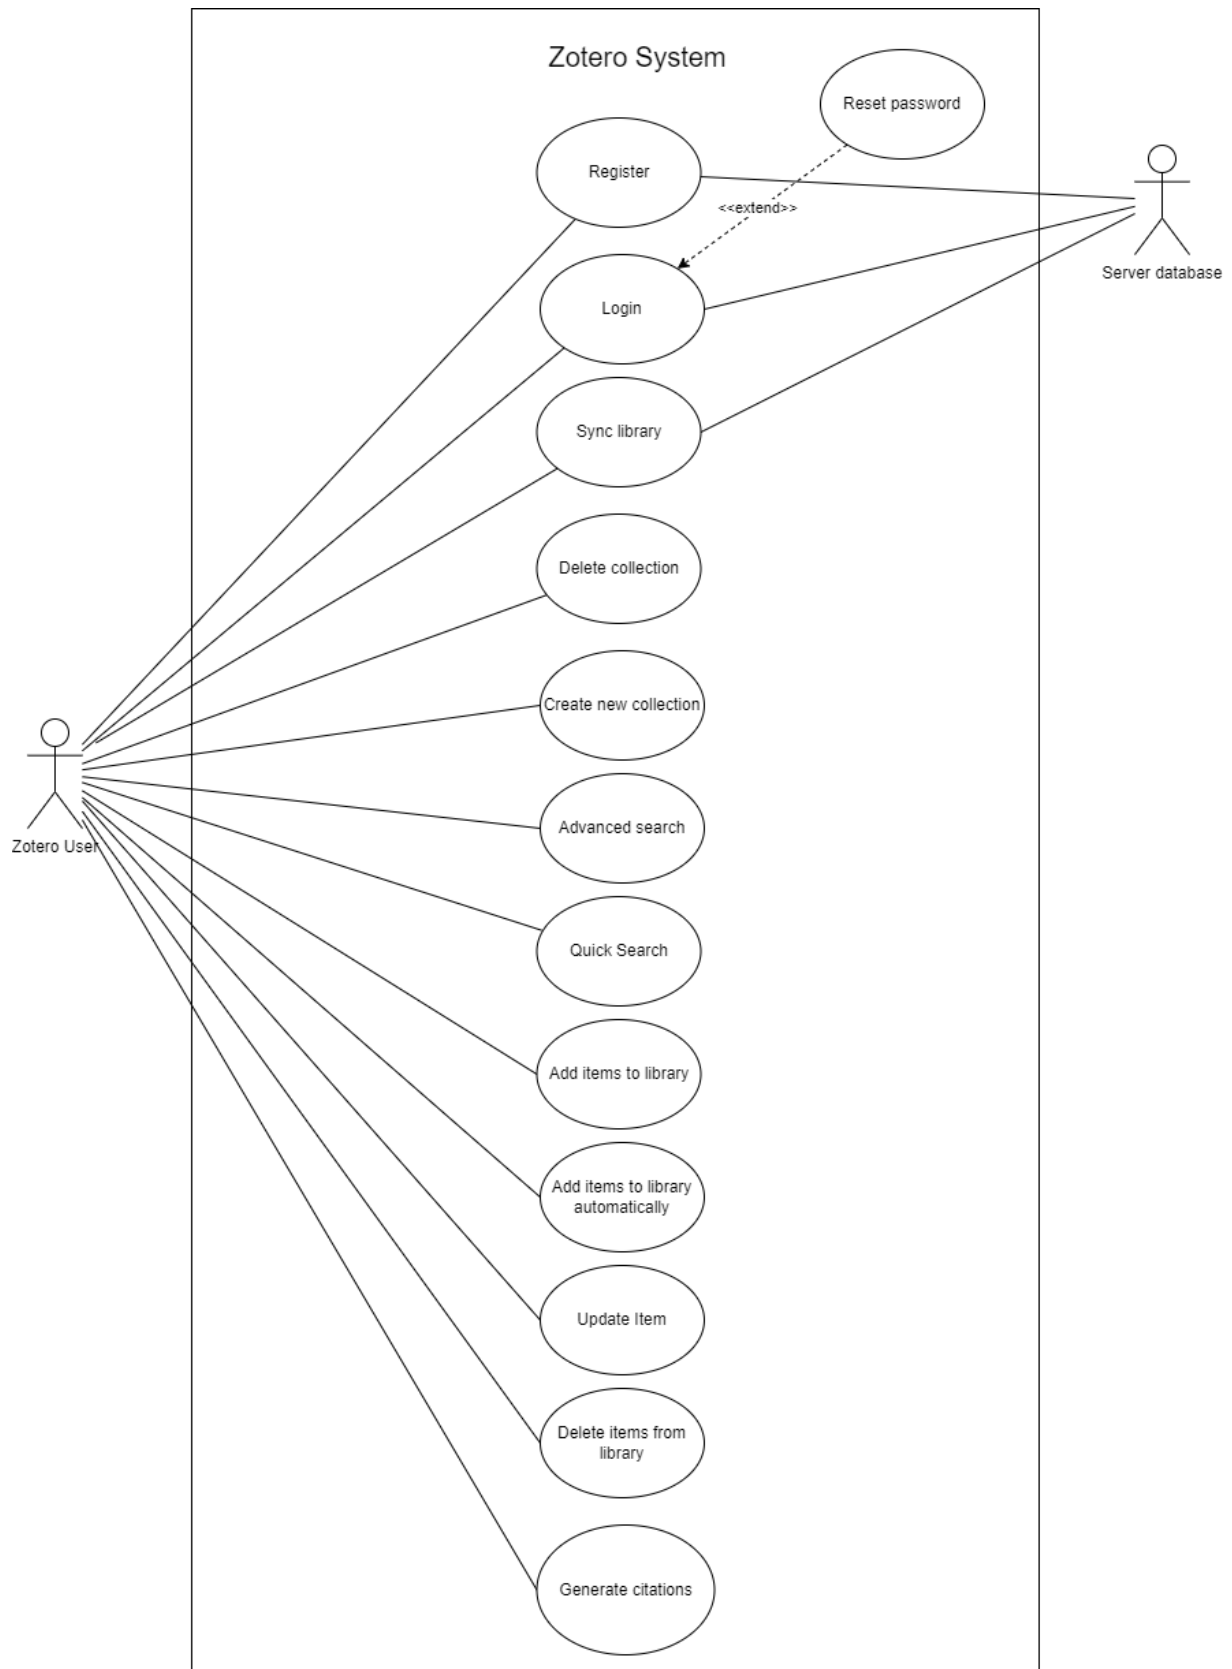 Zotero System
Reset password
Register
<<extend>>
Server database
Login
Sync library
Delete collection
Create new collection
Zotero User
Advanced search
Quick Search
Add items to library
Add items to library
automatically
Update Item
Delete items from
library
Generate citations